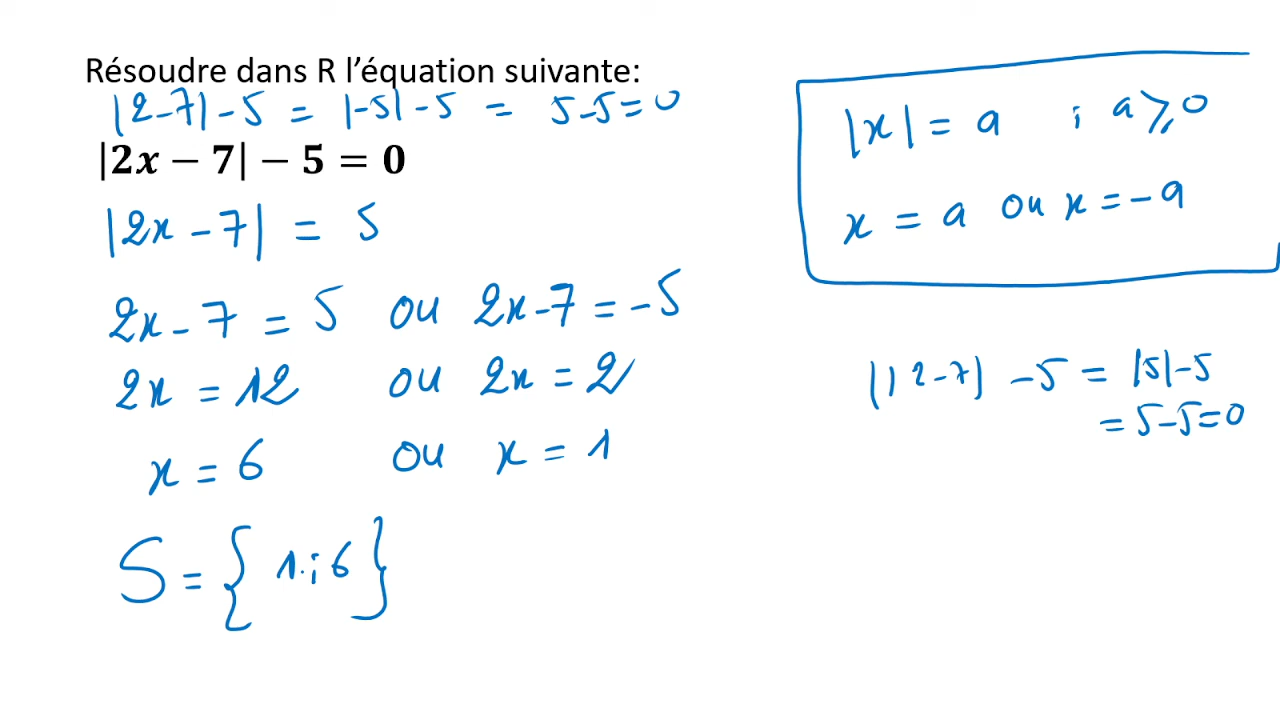 Résoudre dans R l’équation suivante:
|2-7|-5 = |-5|-5 = 5-5=0
|2x − 7| − 5 = 0
|2x-7| = 5
2x-7 = 5 ou 2x-7 = -5
2x = 12 ou 2x = 2
x = 6 ou x = 1
S = { 1 ; 6 }
|x| = a ; a ⩾ 0
x = a ou x = -a
|12-7| -5 = |5|-5
= 5-5=0